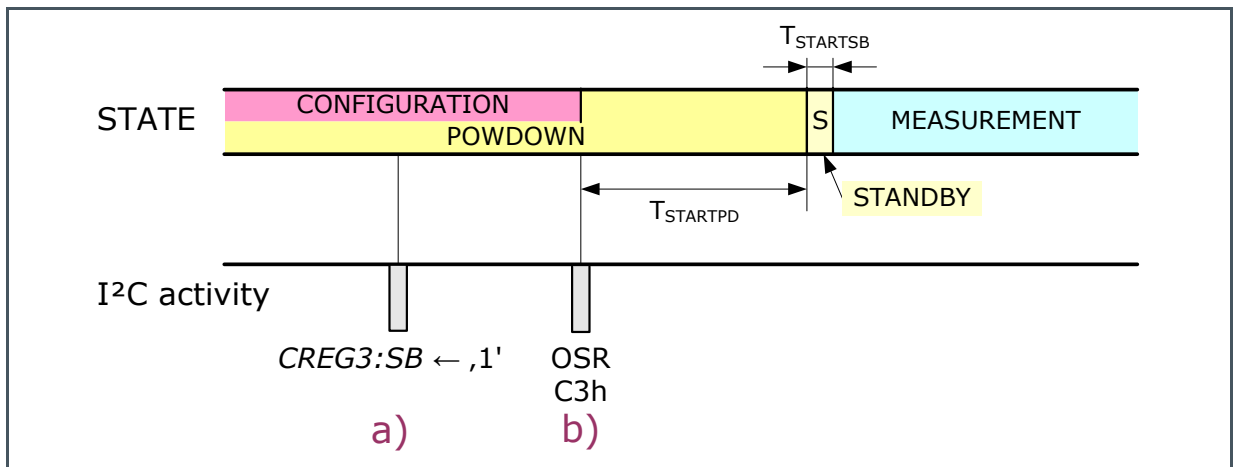 TSTARTSB
STATE
CONFIGURATION
POWDOWN
S
MEASUREMENT
STANDBY
TSTARTPD
I²C activity
CREG3:SB ← ,1'
OSR
C3h
a)
b)